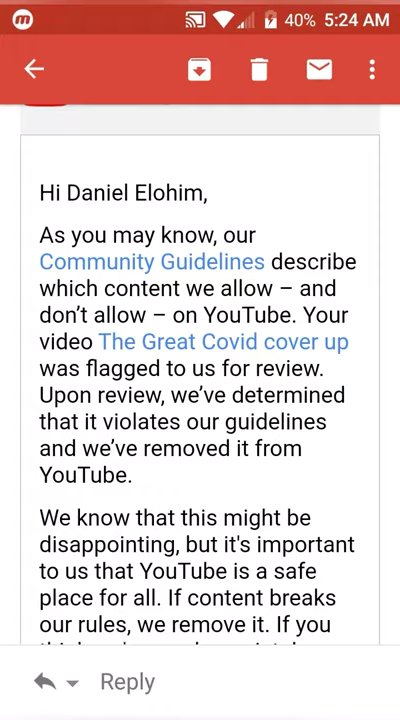 m
40% 5:24 AM
Hi Daniel Elohim,
As you may know, our
Community Guidelines describe
which content we allow – and
don't allow – on YouTube. Your
video The Great Covid cover up
was flagged to us for review.
Upon review, we've determined
that it violates our guidelines
and we've removed it from
YouTube.
We know that this might be
disappointing, but it's important
to us that YouTube is a safe
place for all. If content breaks
our rules, we remove it. If you
Reply